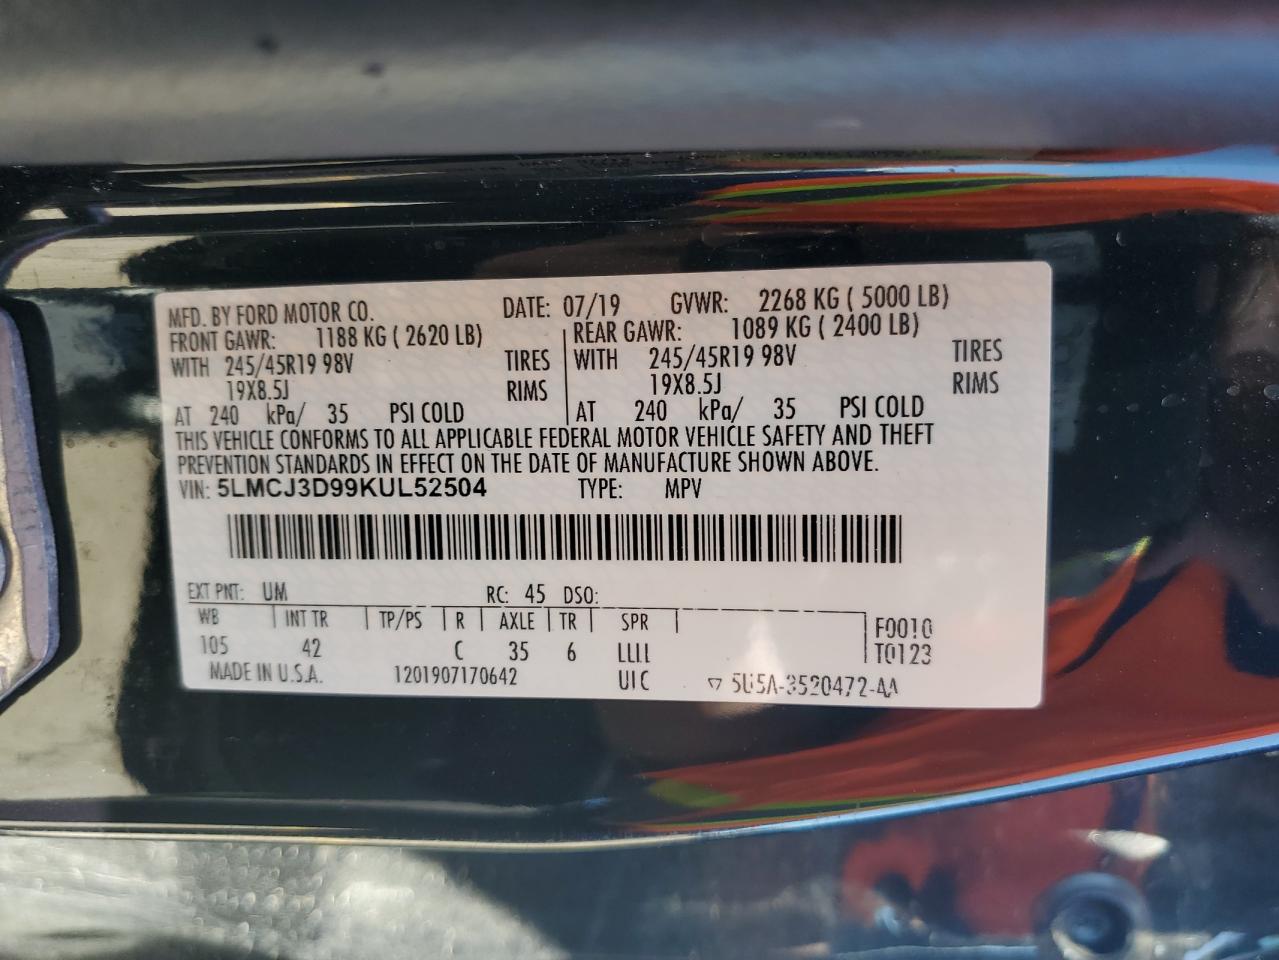 MFD. BY FORD MOTOR CO. DATE: 07/19 GVWR: 2268 KG ( 5000 LB)
FRONT GAWR: 1188 KG ( 2620 LB) REAR GAWR: 1089 KG ( 2400 LB)
WITH 245/45R19 98V TIRES WITH 245/45R19 98V TIRES
19X8.5J RIMS 19X8.5J RIMS
AT 240 kPa/ 35 PSI COLD AT 240 kPa/ 35 PSI COLD
THIS VEHICLE CONFORMS TO ALL APPLICABLE FEDERAL MOTOR VEHICLE SAFETY AND THEFT
PREVENTION STANDARDS IN EFFECT ON THE DATE OF MANUFACTURE SHOWN ABOVE.
VIN: 5LMCJ3D99KUL52504 TYPE: MPV
EXT PNT: UM RC: 45 DSO:
WB INT TR TP/PS R AXLE TR SPR F0010
105 42 C 35 6 LLLL T0123
MADE IN U.S.A. 1201907170642 UIC ▽ 5U5A-3520472-AA